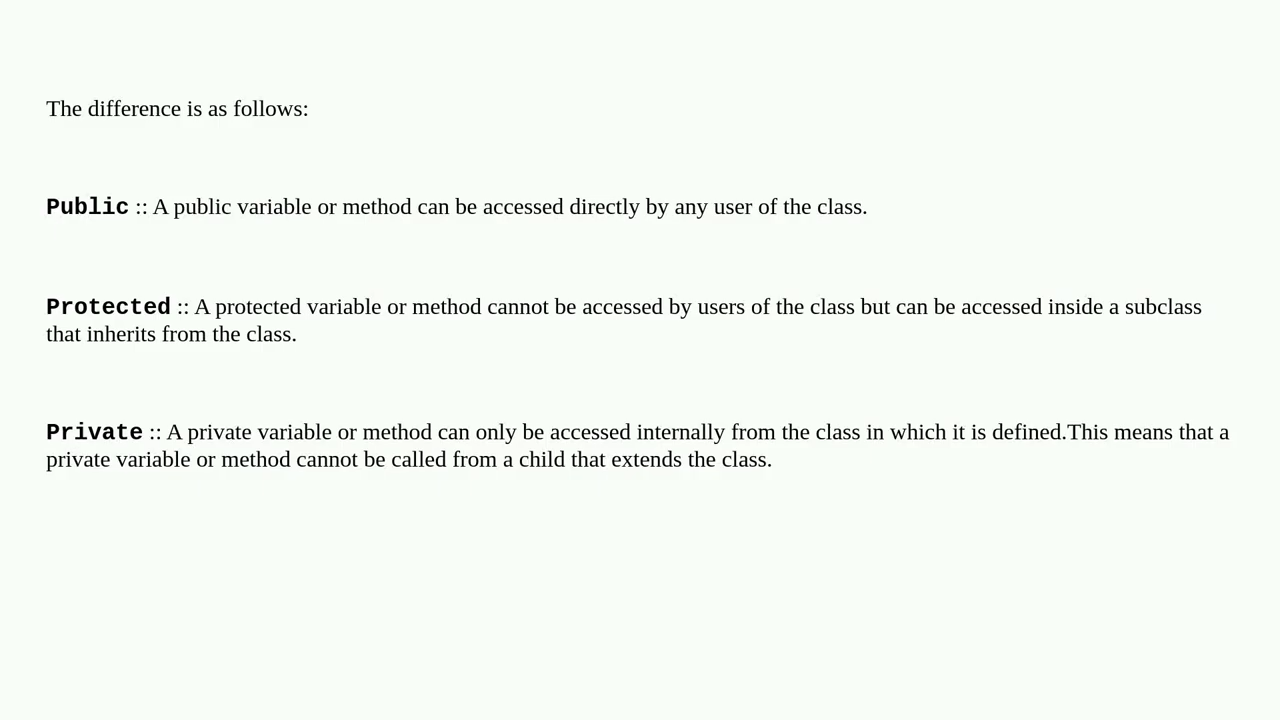 The difference is as follows:
Public :: A public variable or method can be accessed directly by any user of the class.
Protected :: A protected variable or method cannot be accessed by users of the class but can be accessed inside a subclass
that inherits from the class.
Private :: A private variable or method can only be accessed internally from the class in which it is defined.This means that a
private variable or method cannot be called from a child that extends the class.